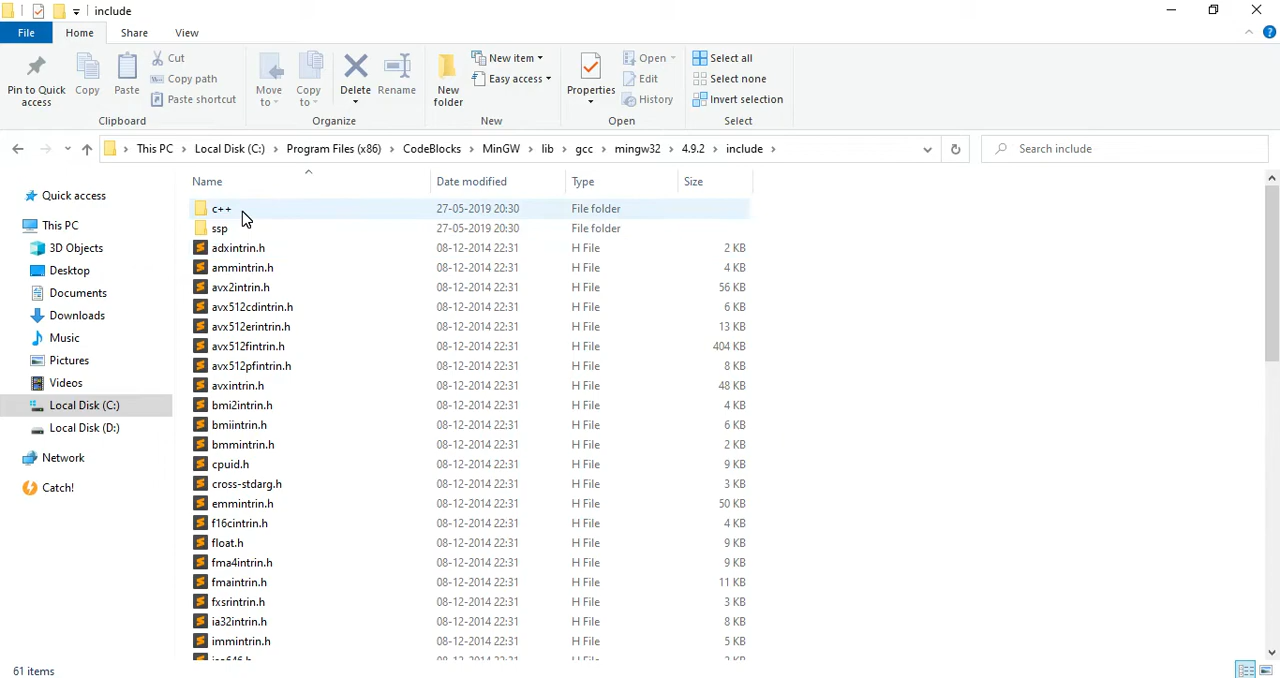 include
File Home Share View
Pin to Quick access
Copy
Paste
Cut
Copy path
Paste shortcut
Clipboard
Move to
Copy to
Delete
Rename
Organize
New folder
New item
Easy access
New
Properties
Open
Edit
History
Open
Select all
Select none
Invert selection
Select
This PC > Local Disk (C:) > Program Files (x86) > CodeBlocks > MinGW > lib > gcc > mingw32 > 4.9.2 > include >
Search include
Quick access
This PC
3D Objects
Desktop
Documents
Downloads
Music
Pictures
Videos
Local Disk (C:)
Local Disk (D:)
Network
Catch!
Name Date modified Type Size
c++ 27-05-2019 20:30 File folder
ssp 27-05-2019 20:30 File folder
adxintrin.h 08-12-2014 22:31 H File 2 KB
ammintrin.h 08-12-2014 22:31 H File 4 KB
avx2intrin.h 08-12-2014 22:31 H File 56 KB
avx512cdintrin.h 08-12-2014 22:31 H File 6 KB
avx512erintrin.h 08-12-2014 22:31 H File 13 KB
avx512fintrin.h 08-12-2014 22:31 H File 404 KB
avx512pfintrin.h 08-12-2014 22:31 H File 8 KB
avxintrin.h 08-12-2014 22:31 H File 48 KB
bmi2intrin.h 08-12-2014 22:31 H File 4 KB
bmiintrin.h 08-12-2014 22:31 H File 6 KB
bmmintrin.h 08-12-2014 22:31 H File 2 KB
cpuid.h 08-12-2014 22:31 H File 9 KB
cross-stdarg.h 08-12-2014 22:31 H File 3 KB
emmintrin.h 08-12-2014 22:31 H File 50 KB
f16cintrin.h 08-12-2014 22:31 H File 4 KB
float.h 08-12-2014 22:31 H File 9 KB
fma4intrin.h 08-12-2014 22:31 H File 9 KB
fmaintrin.h 08-12-2014 22:31 H File 11 KB
fxsrintrin.h 08-12-2014 22:31 H File 3 KB
ia32intrin.h 08-12-2014 22:31 H File 8 KB
immintrin.h 08-12-2014 22:31 H File 5 KB
61 items